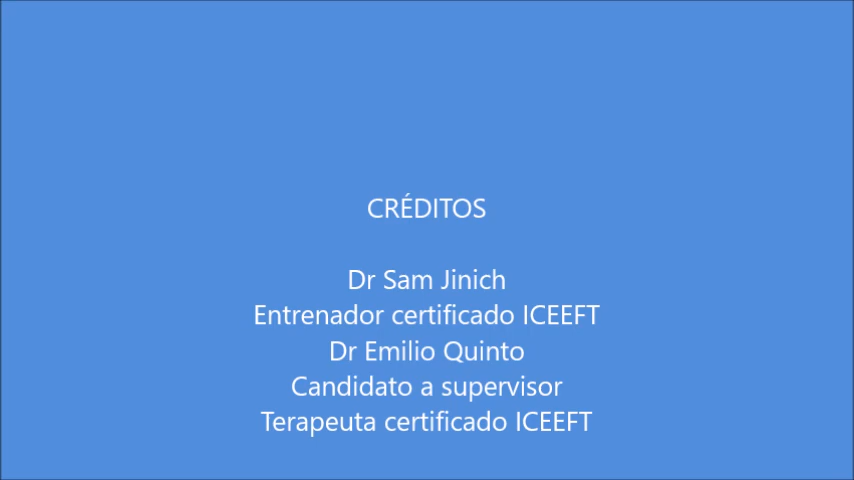 CRÉDITOS
Dr Sam Jinich
Entrenador certificado ICEEFT
Dr Emilio Quinto
Candidato a supervisor
Terapeuta certificado ICEEFT